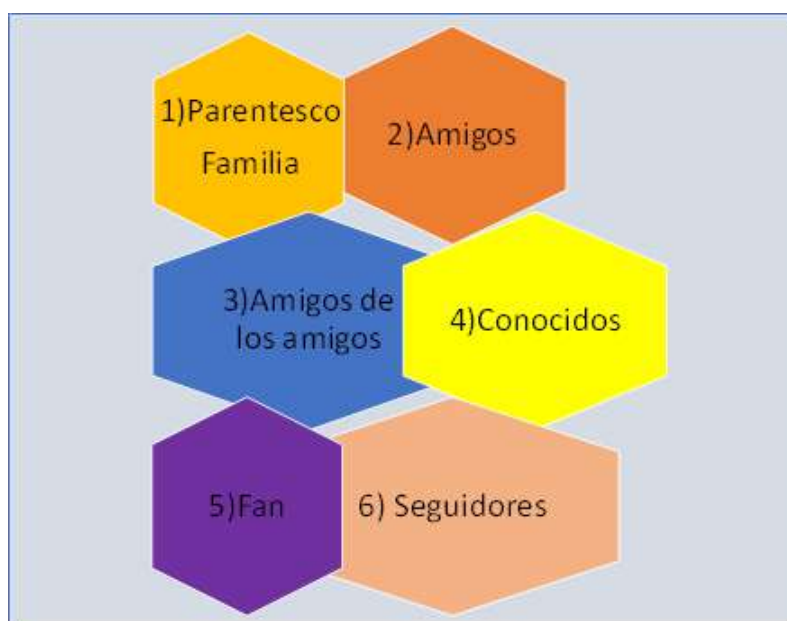 1)Parentesco
Familia
2)Amigos
3)Amigos de
los amigos
4)Conocidos
5)Fan
6) Seguidores